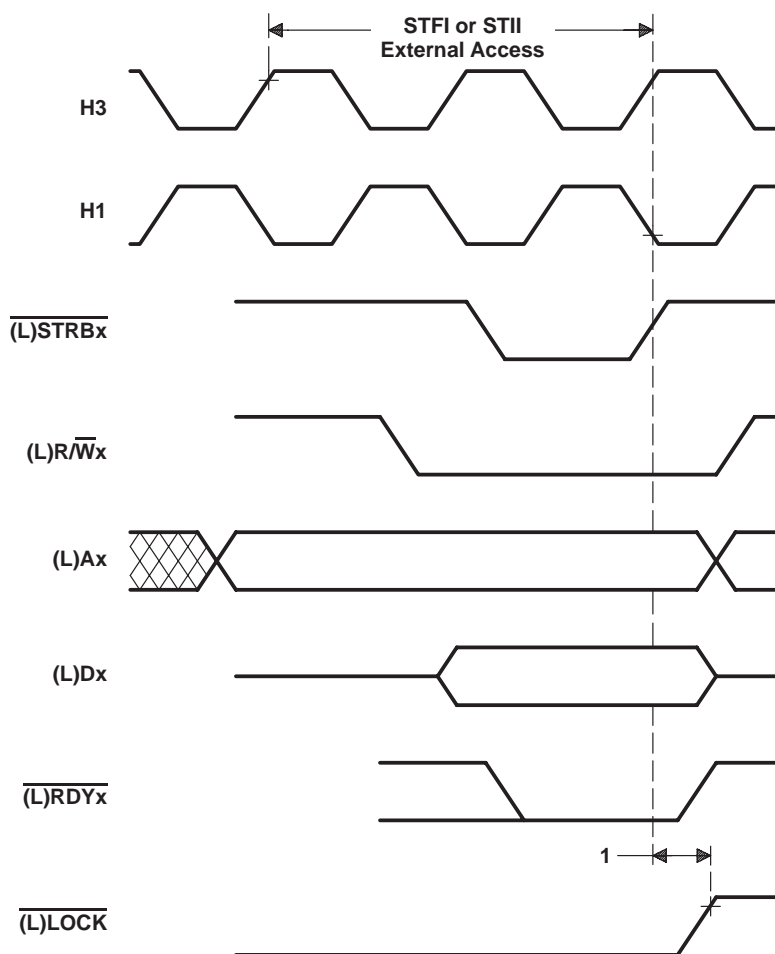 STFI or STII
External Access
H3
H1
(L)STRBx
(L)R/Wx
(L)Ax
(L)Dx
(L)RDYx
1
(L)LOCK